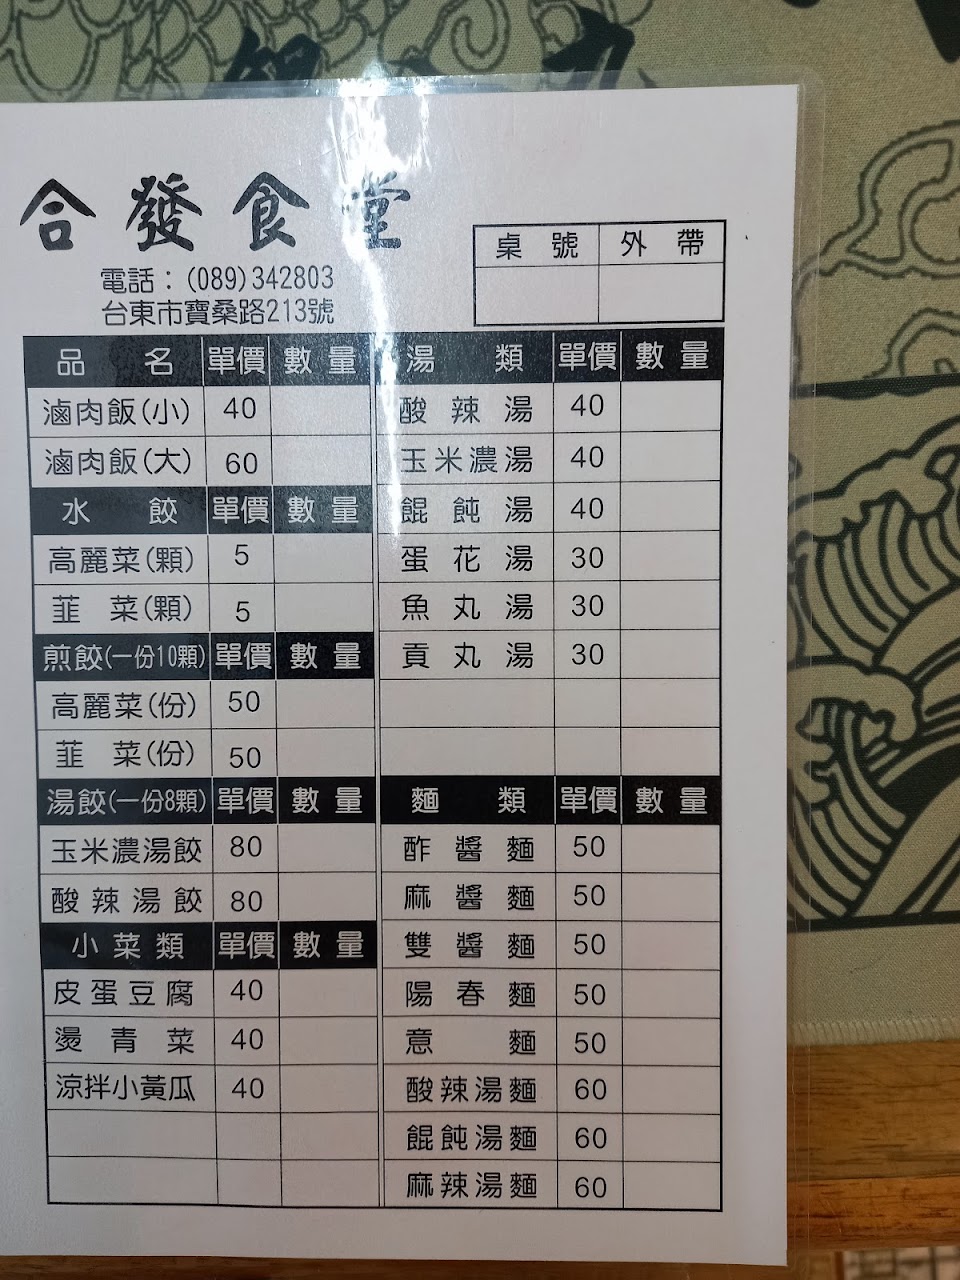 合發食堂
電話：(089)342803
台東市寶桑路213號
桌號 外帶
品名 單價 數量
滷肉飯(小) 40
滷肉飯(大) 60
水餃 單價 數量
高麗菜(顆) 5
韮菜(顆) 5
煎餃(一份10顆) 單價 數量
高麗菜(份) 50
韮菜(份) 50
湯餃(一份8顆) 單價 數量
玉米濃湯餃 80
酸辣湯餃 80
小菜類 單價 數量
皮蛋豆腐 40
燙青菜 40
涼拌小黃瓜 40
湯類 單價 數量
酸辣湯 40
玉米濃湯 40
餛飩湯 40
蛋花湯 30
魚丸湯 30
貢丸湯 30
麵類 單價 數量
酢醬麵 50
麻醬麵 50
雙醬麵 50
陽春麵 50
意麵 50
酸辣湯麵 60
餛飩湯麵 60
麻辣湯麵 60